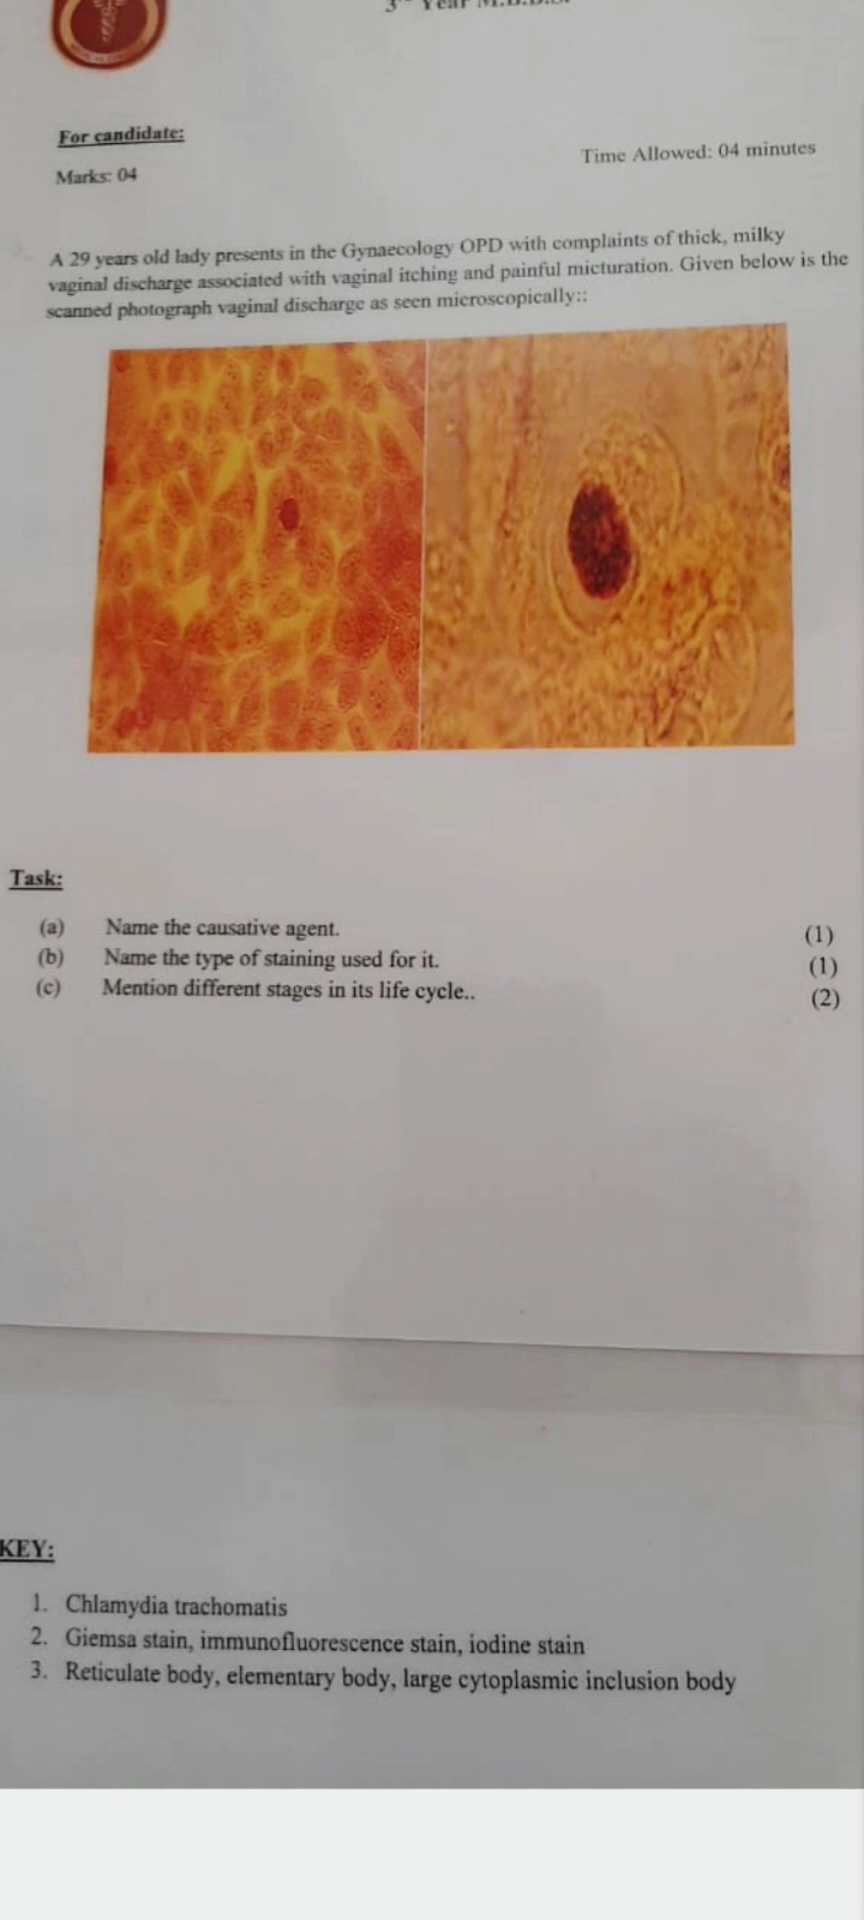 3rd Year M.B.B.S.
For candidate:
Time Allowed: 04 minutes
Marks: 04
A 29 years old lady presents in the Gynaecology OPD with complaints of thick, milky
vaginal discharge associated with vaginal itching and painful micturation. Given below is the
scanned photograph vaginal discharge as seen microscopically::
Task:
(a) Name the causative agent. (1)
(b) Name the type of staining used for it. (1)
(c) Mention different stages in its life cycle.. (2)
KEY:
1. Chlamydia trachomatis
2. Giemsa stain, immunofluorescence stain, iodine stain
3. Reticulate body, elementary body, large cytoplasmic inclusion body